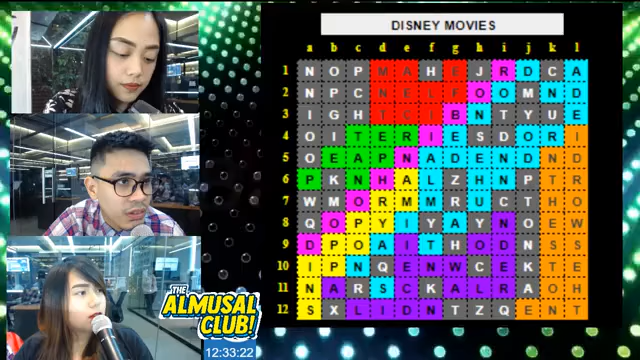 DISNEY MOVIES
a b c d e f g h i j k l
1 N O P M A H E J R D C A
2 N P C N E L F O O M N D
3 I G H T C I B N T Y U E
4 O I T E R I E S D O R I
5 O E A P N A D E N D N D
6 P K N H A L Z H N P T R
7 W M O R M M R U C T H O
8 Q O P Y I Y A Y N O E W
9 D P O A I T H O D N S S
10 I P N Q E N W C E K T E
11 N A R S C K A L R A O H
12 S X L I D N T Z Q E N T
THE
ALMUSAL
CLUB!
12:33:22